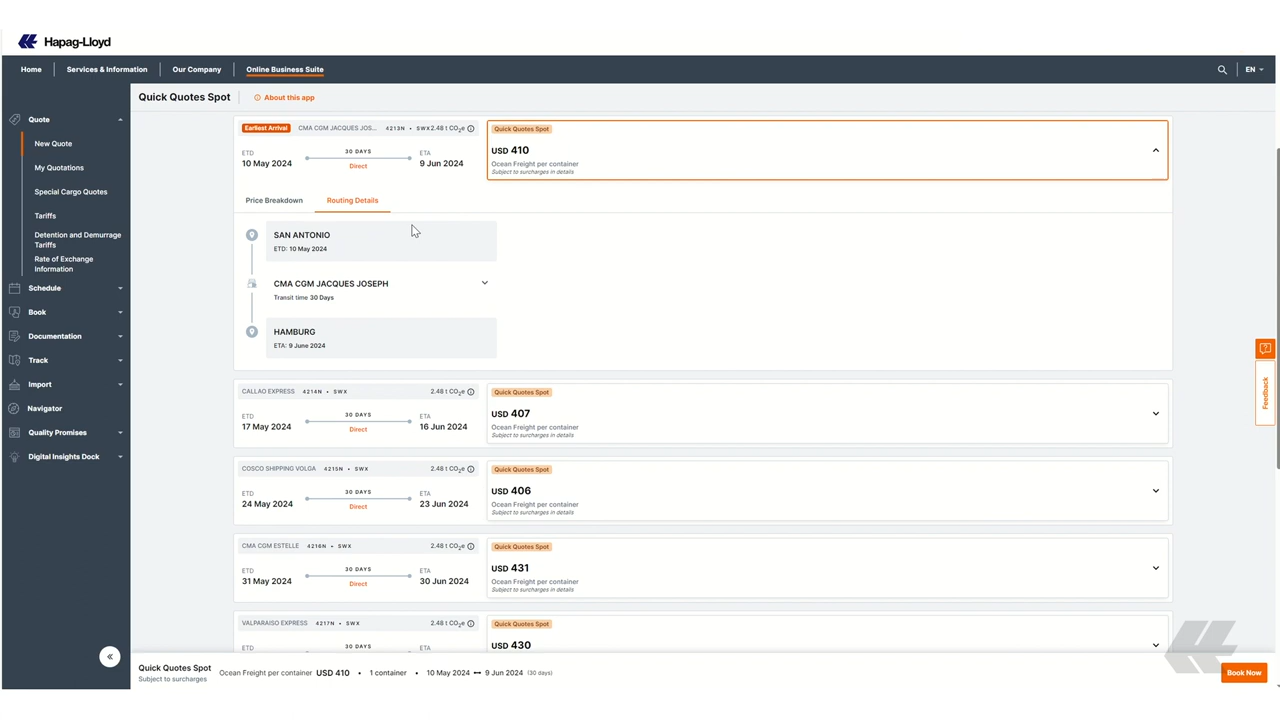 Hapag-Lloyd
Home Services & Information Our Company Online Business Suite EN
Quick Quotes Spot About this app
Quote
New Quote
My Quotations
Special Cargo Quotes
Tariffs
Detention and Demurrage
Tariffs
Rate of Exchange
Information
Schedule
Book
Documentation
Track
Import
Navigator
Quality Promises
Digital Insights Dock
Earliest Arrival CMA CGM JACQUES JOS... 4213N • SWX 2.48 t CO₂e
ETD 30 DAYS ETA
10 May 2024 Direct 9 Jun 2024
Quick Quotes Spot
USD 410
Ocean Freight per container
Subject to surcharges in details
Price Breakdown Routing Details
SAN ANTONIO
ETD: 10 May 2024
CMA CGM JACQUES JOSEPH
Transit time 30 Days
HAMBURG
ETA: 9 June 2024
CALLAO EXPRESS 4214N • SWX 2.48 t CO₂e
ETD 30 DAYS ETA
17 May 2024 Direct 16 Jun 2024
Quick Quotes Spot
USD 407
Ocean Freight per container
Subject to surcharges in details
COSCO SHIPPING VOLGA 4215N • SWX 2.48 t CO₂e
ETD 30 DAYS ETA
24 May 2024 Direct 23 Jun 2024
Quick Quotes Spot
USD 406
Ocean Freight per container
Subject to surcharges in details
CMA CGM ESTELLE 4216N • SWX 2.48 t CO₂e
ETD 30 DAYS ETA
31 May 2024 Direct 30 Jun 2024
Quick Quotes Spot
USD 431
Ocean Freight per container
Subject to surcharges in details
VALPARAISO EXPRESS 4217N • SWX 2.48 t CO₂e
ETD 30 DAYS ETA
Quick Quotes Spot
USD 430
Feedback
Quick Quotes Spot
Subject to surcharges
Ocean Freight per container USD 410 • 1 container • 10 May 2024 9 Jun 2024 (30 days)
Book Now